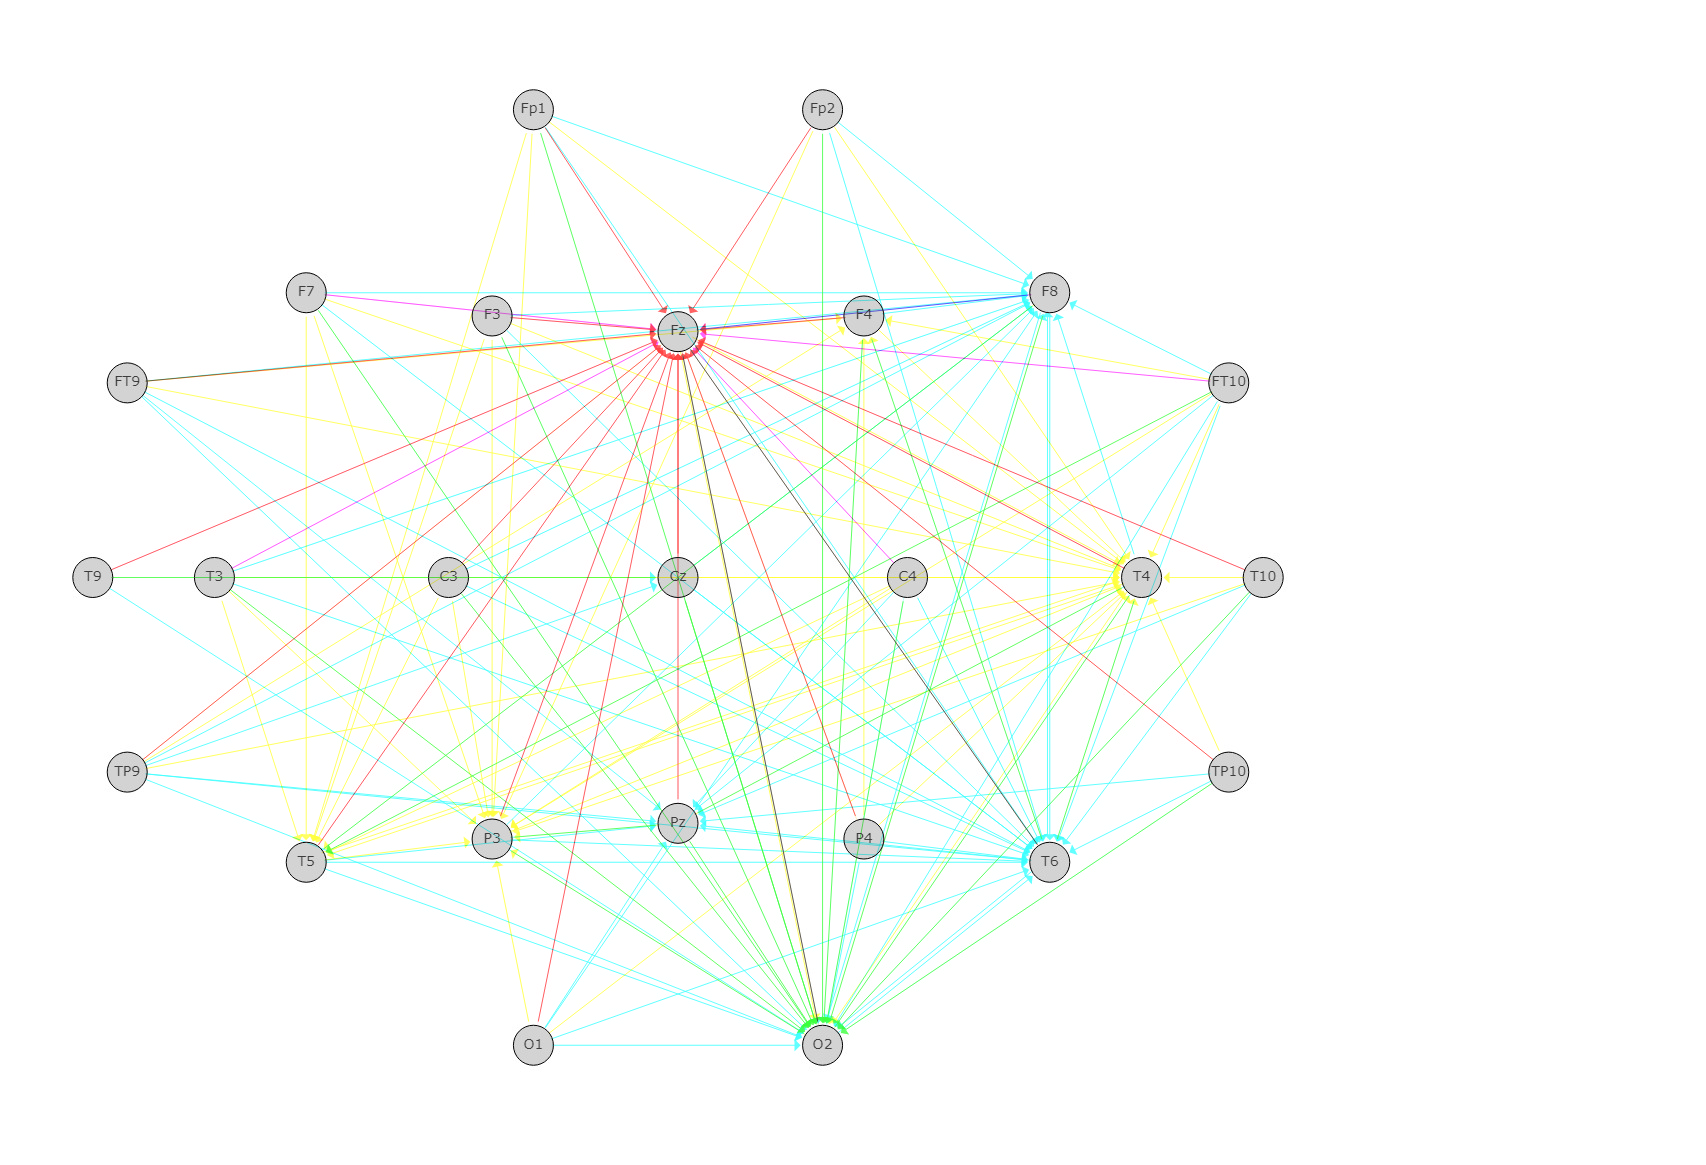 Fp1 Fp2
F7 F3 Fz F4 F8
FT9 FT10
T9 T3 C3 Cz C4 T4 T10
TP9 TP10
T5 P3 Pz P4 T6
O1 O2